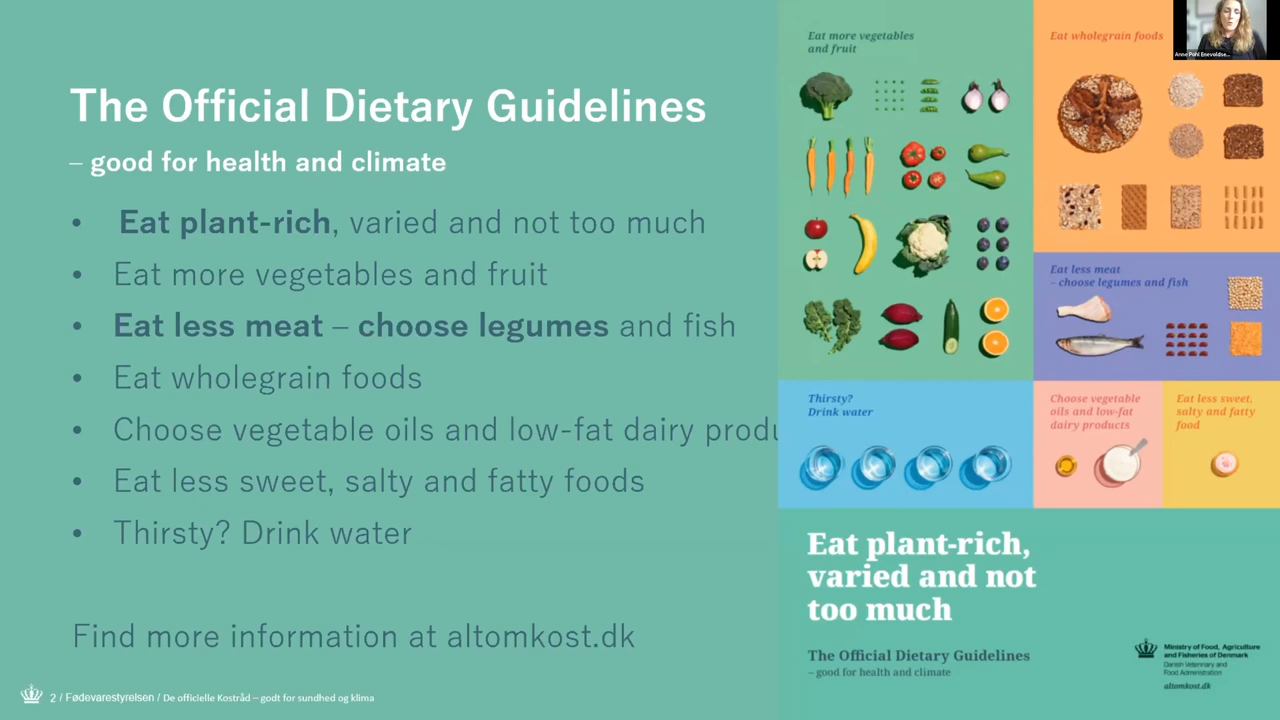 The Official Dietary Guidelines
– good for health and climate
• Eat plant-rich, varied and not too much
• Eat more vegetables and fruit
• Eat less meat – choose legumes and fish
• Eat wholegrain foods
• Choose vegetable oils and low-fat dairy produ
• Eat less sweet, salty and fatty foods
• Thirsty? Drink water
Find more information at altomkost.dk
2 / Fødevarestyrelsen / De officielle Kostråd – godt for sundhed og klima
Eat more vegetables
and fruit
Eat wholegrain foods
Eat less meat
– choose legumes and fish
Thirsty?
Drink water
Choose vegetable
oils and low-fat
dairy products
Eat less sweet,
salty and fatty
food
Eat plant-rich,
varied and not
too much
The Official Dietary Guidelines
– good for health and climate
Ministry of Food, Agriculture
and Fisheries of Denmark
Danish Veterinary and
Food Administration
altomkost.dk
Anne Pøhl Enevoldse...